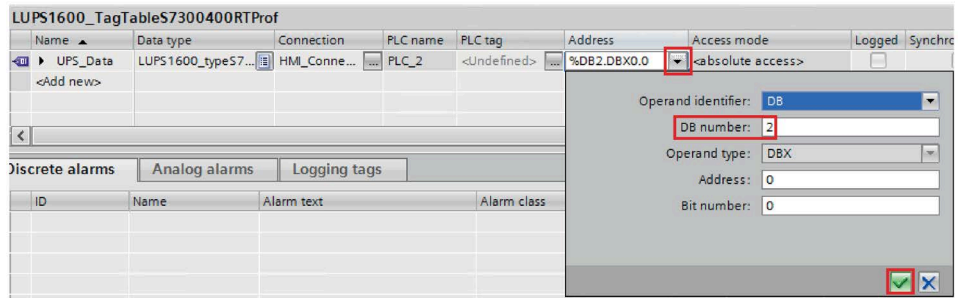 LUPS1600_TagTableS7300400RTProf
Name Data type Connection PLC name PLC tag Address Access mode Logged Synchro
UPS_Data LUPS1600_typeS7... HMI_Conne... ... PLC_2 <Undefined> ... %DB2.DBX0.0 <absolute access>
<Add new>
Operand identifier: DB
DB number: 2
Operand type: DBX
Address: 0
Bit number: 0
Discrete alarms Analog alarms Logging tags
ID Name Alarm text Alarm class